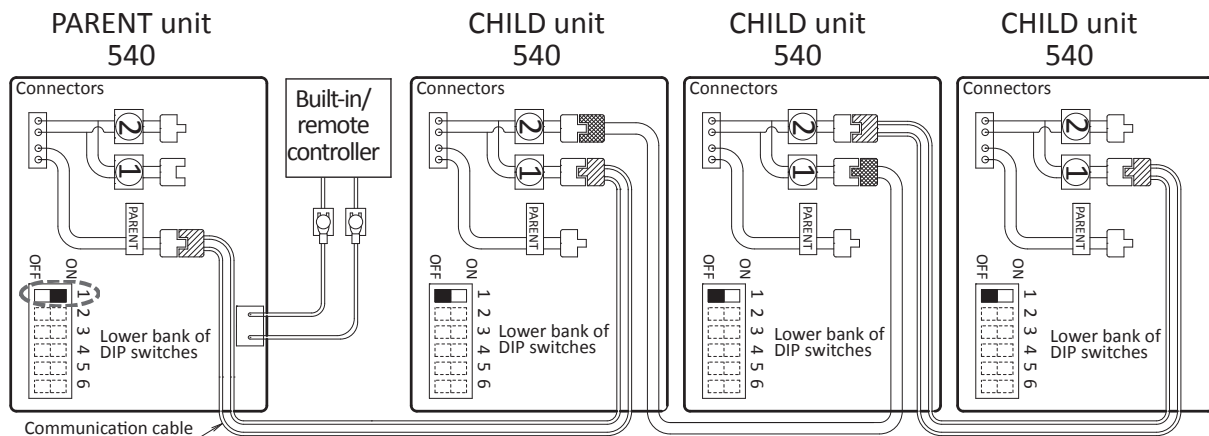 PARENT unit
540
CHILD unit
540
CHILD unit
540
CHILD unit
540
Connectors
2
1
PARENT
OFF
ON
1
2
3
4
5
6
Lower bank of
DIP switches
Built-in/
remote
controller
Connectors
2
1
PARENT
OFF
ON
1
2
3
4
5
6
Lower bank of
DIP switches
Connectors
2
1
PARENT
OFF
ON
1
2
3
4
5
6
Lower bank of
DIP switches
Connectors
2
1
PARENT
OFF
ON
1
2
3
4
5
6
Lower bank of
DIP switches
Communication cable